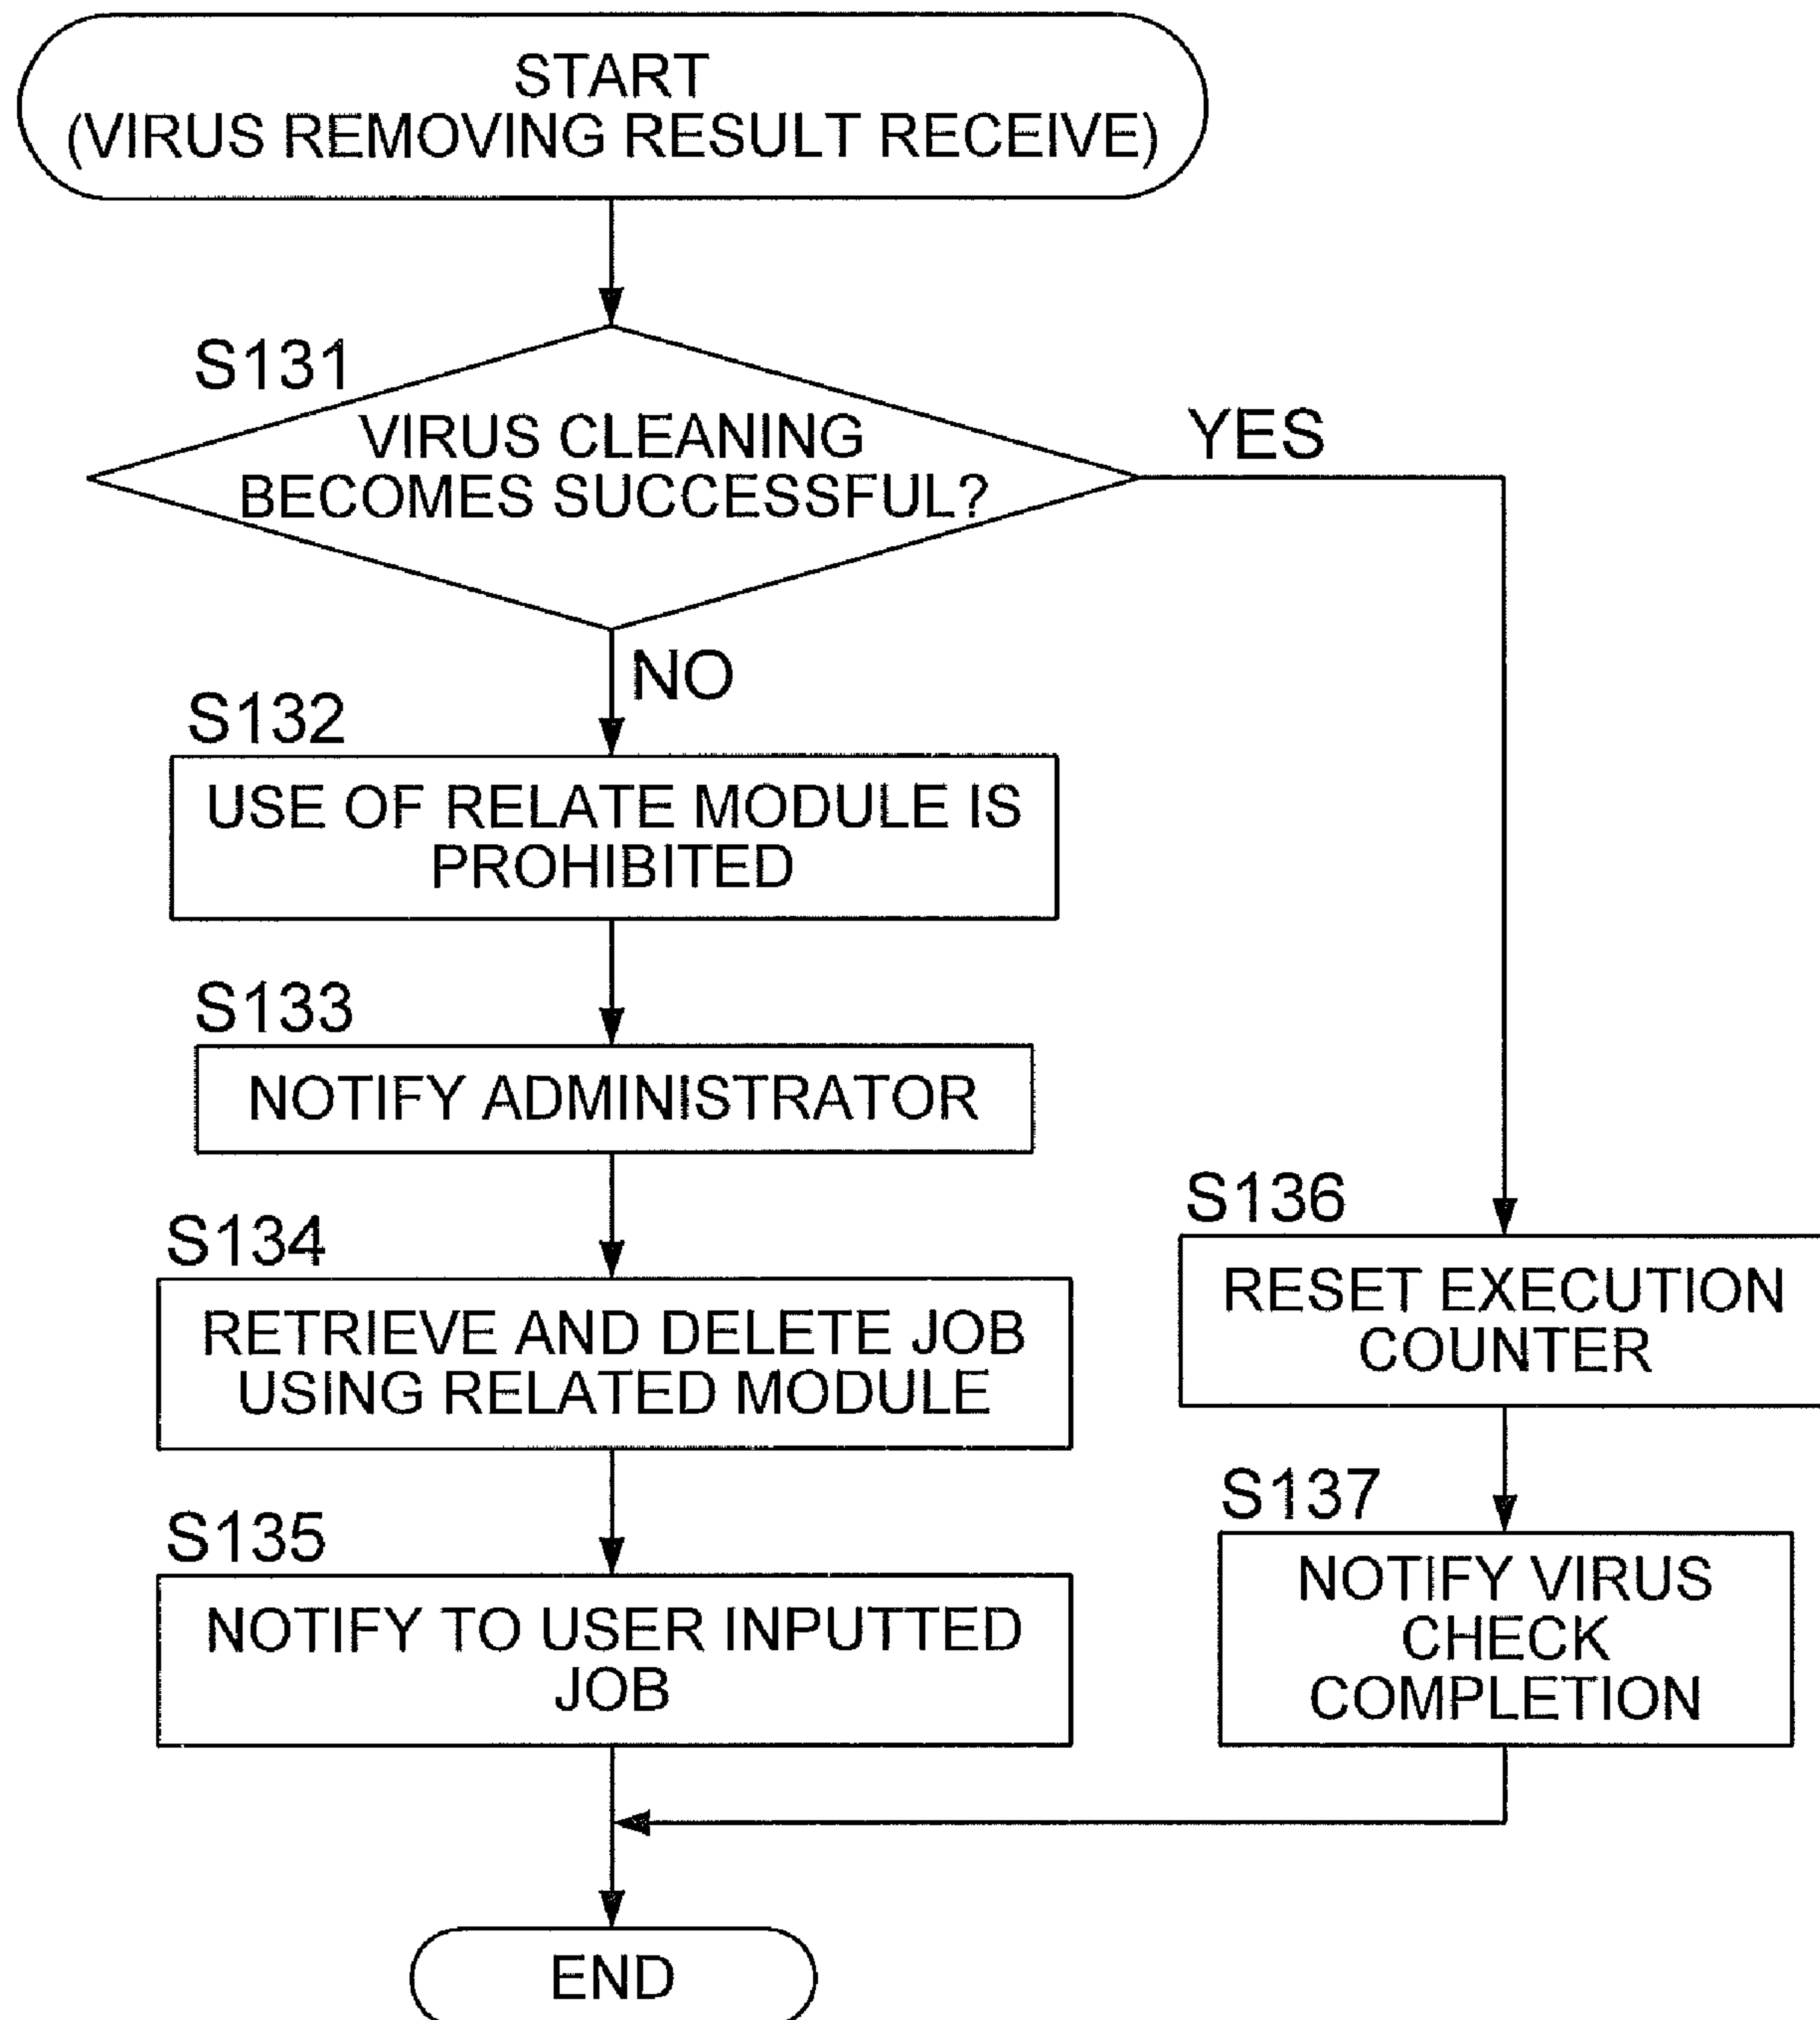 START
(VIRUS REMOVING RESULT RECEIVE)
S131
VIRUS CLEANING
BECOMES SUCCESSFUL?
YES
NO
S132
USE OF RELATE MODULE IS
PROHIBITED
S133
NOTIFY ADMINISTRATOR
S134
RETRIEVE AND DELETE JOB
USING RELATED MODULE
S135
NOTIFY TO USER INPUTTED
JOB
S136
RESET EXECUTION
COUNTER
S137
NOTIFY VIRUS
CHECK
COMPLETION
END